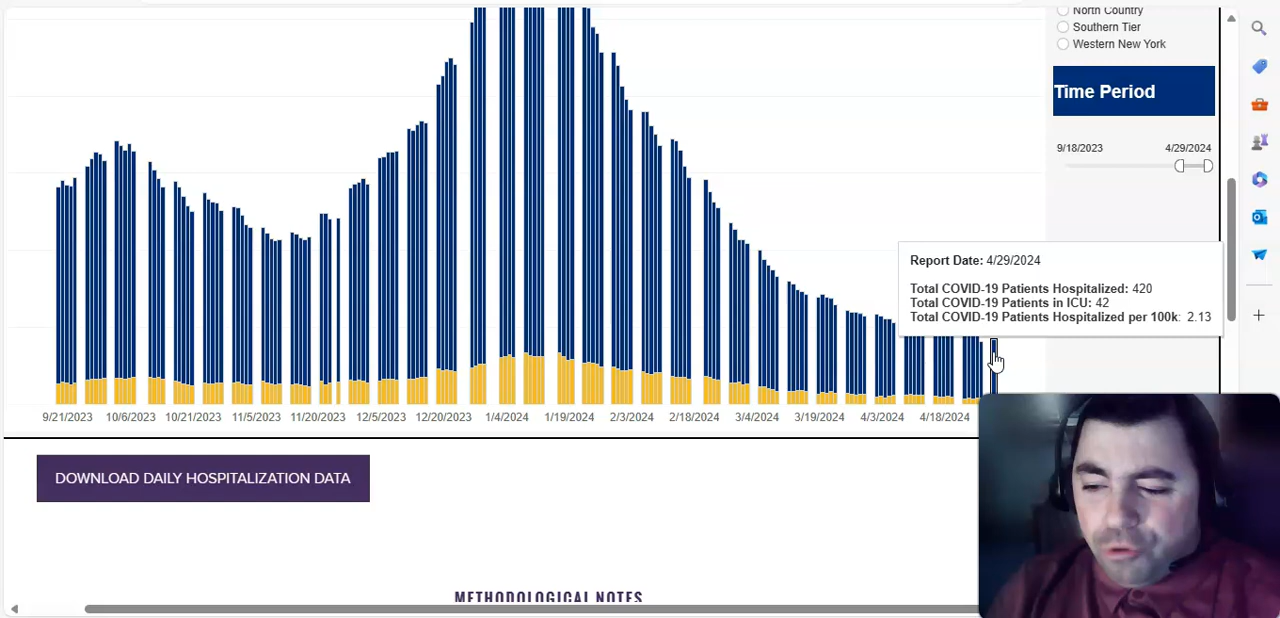 North Country
Southern Tier
Western New York
Time Period
9/18/2023 4/29/2024
Report Date: 4/29/2024
Total COVID-19 Patients Hospitalized: 420
Total COVID-19 Patients in ICU: 42
Total COVID-19 Patients Hospitalized per 100k: 2.13
9/21/2023 10/6/2023 10/21/2023 11/5/2023 11/20/2023 12/5/2023 12/20/2023 1/4/2024 1/19/2024 2/3/2024 2/18/2024 3/4/2024 3/19/2024 4/3/2024 4/18/2024
DOWNLOAD DAILY HOSPITALIZATION DATA
METHODOLOGICAL NOTES